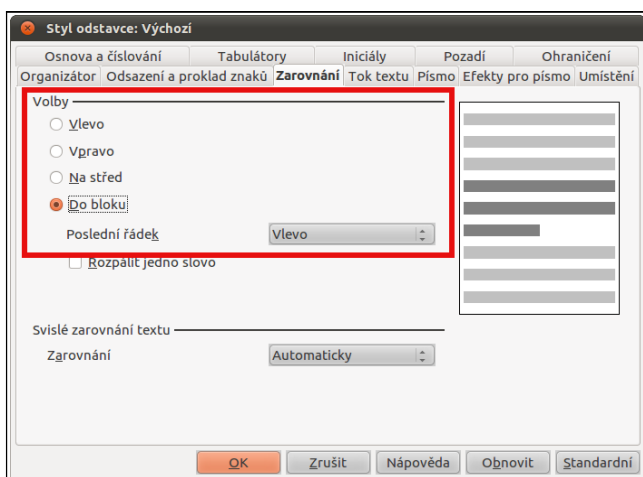 Styl odstavce: Výchozí
Osnova a číslování Tabulátory Iniciály Pozadí Ohraničení
Organizátor Odsazení a proklad znaků Zarovnání Tok textu Písmo Efekty pro písmo Umístění
Volby
Vlevo
Vpravo
Na střed
Do bloku
Poslední řádek Vlevo
Rozpálit jedno slovo
Svislé zarovnání textu
Zarovnání Automaticky
OK Zrušit Nápověda Obnovit Standardní